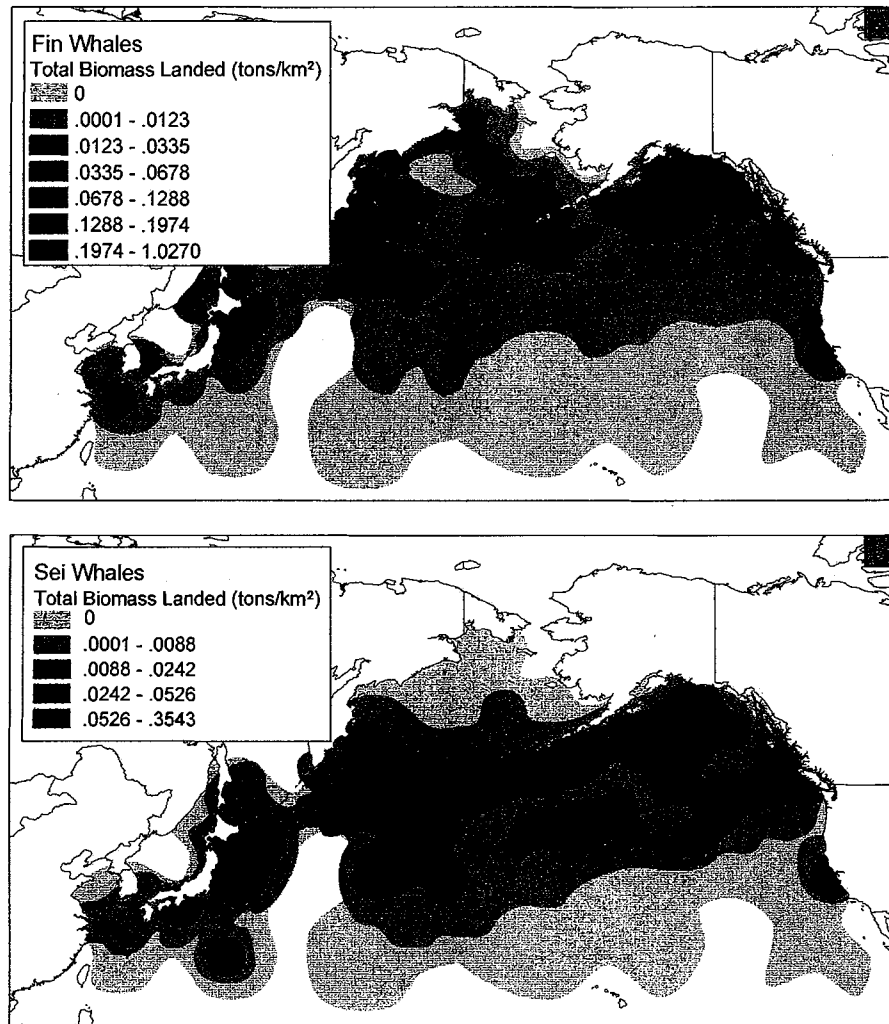 Fin Whales
Total Biomass Landed (tons/km²)
0
.0001 - .0123
.0123 - .0335
.0335 - .0678
.0678 - .1288
.1288 - .1974
.1974 - 1.0270
Sei Whales
Total Biomass Landed (tons/km²)
0
.0001 - .0088
.0088 - .0242
.0242 - .0526
.0526 - .3543